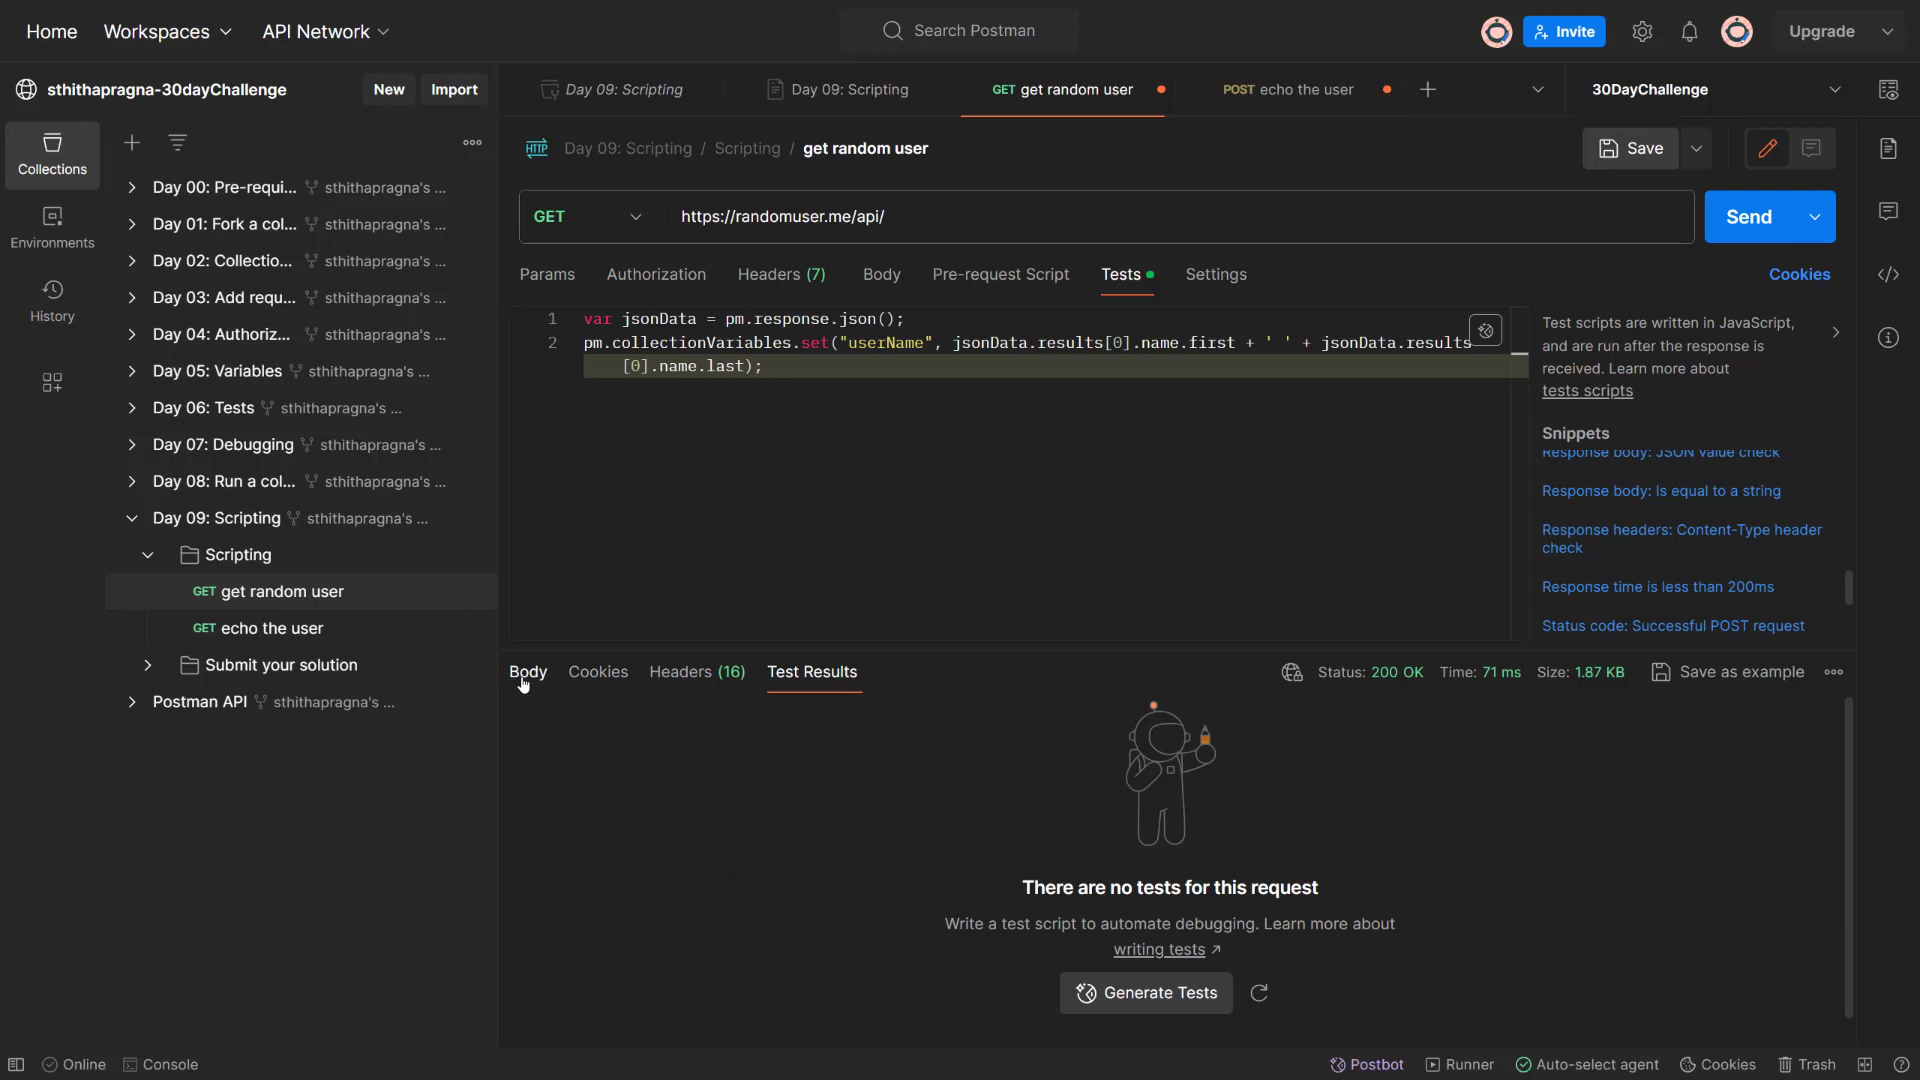 Home
Workspaces
API Network
Search Postman
Invite
Upgrade
sthithapragna-30dayChallenge
New
Import
Day 09: Scripting
Day 09: Scripting
GET get random user
POST echo the user
30DayChallenge
Collections
Environments
History
Day 00: Pre-requi... sthithapragna's ...
Day 01: Fork a col... sthithapragna's ...
Day 02: Collectio... sthithapragna's ...
Day 03: Add requ... sthithapragna's ...
Day 04: Authoriz... sthithapragna's ...
Day 05: Variables sthithapragna's ...
Day 06: Tests sthithapragna's ...
Day 07: Debugging sthithapragna's ...
Day 08: Run a col... sthithapragna's ...
Day 09: Scripting sthithapragna's ...
Scripting
GET get random user
GET echo the user
Submit your solution
Postman API sthithapragna's ...
HTTP Day 09: Scripting / Scripting / get random user
Save
GET
https://randomuser.me/api/
Send
Params
Authorization
Headers (7)
Body
Pre-request Script
Tests
Settings
Cookies
1 var jsonData = pm.response.json();
2 pm.collectionVariables.set("userName", jsonData.results[0].name.first + ' ' + jsonData.results
[0].name.last);
Test scripts are written in JavaScript,
and are run after the response is
received. Learn more about
tests scripts
Snippets
Response body: JSON value check
Response body: Is equal to a string
Response headers: Content-Type header
check
Response time is less than 200ms
Status code: Successful POST request
Body
Cookies
Headers (16)
Test Results
Status: 200 OK
Time: 71 ms
Size: 1.87 KB
Save as example
There are no tests for this request
Write a test script to automate debugging. Learn more about
writing tests ↗
Generate Tests
Online
Console
Postbot
Runner
Auto-select agent
Cookies
Trash